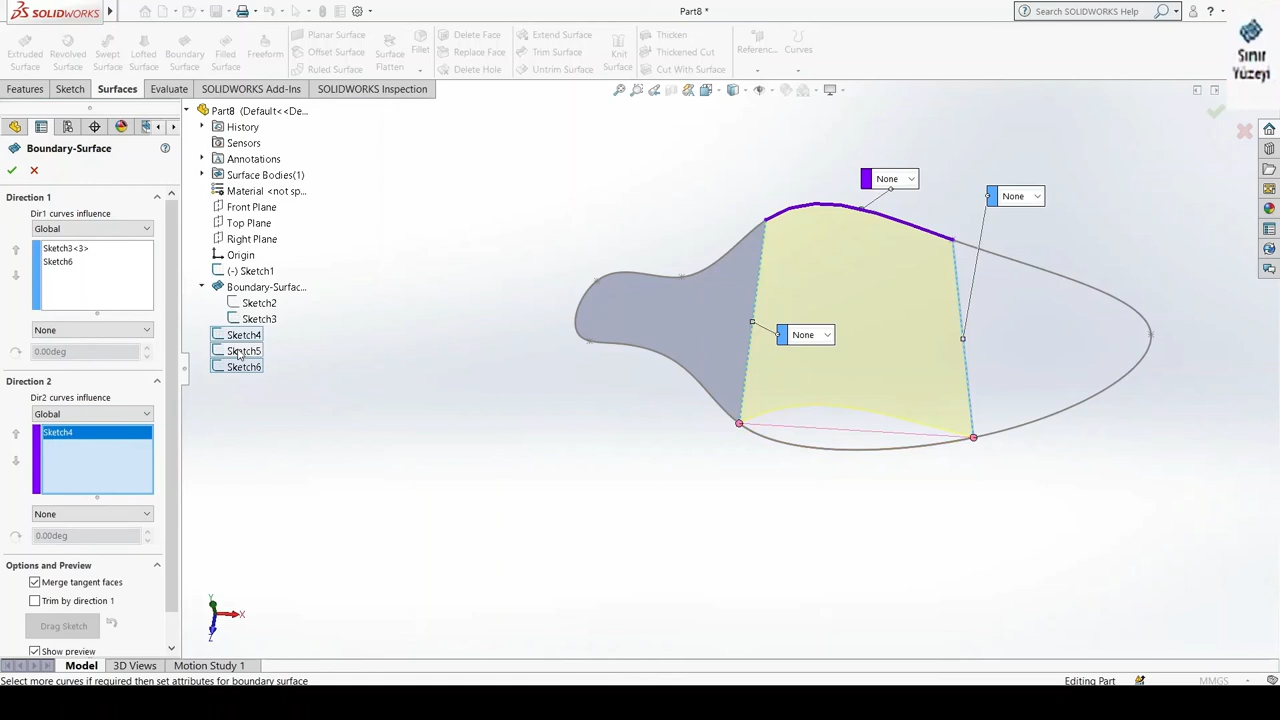 SOLIDWORKS
Part8 *
Search SOLIDWORKS Help
?
Extruded Surface
Revolved Surface
Swept Surface
Lofted Surface
Boundary Surface
Filled Surface
Freeform
Planar Surface
Offset Surface
Ruled Surface
Surface Flatten
Fillet
Delete Face
Replace Face
Delete Hole
Extend Surface
Trim Surface
Untrim Surface
Knit Surface
Thicken
Thickened Cut
Cut With Surface
Referenc...
Curves
Sınır
Yüzeyi
Features
Sketch
Surfaces
Evaluate
SOLIDWORKS Add-Ins
SOLIDWORKS Inspection
Boundary-Surface
Direction 1
Dir1 curves influence
Global
Sketch3<3>
Sketch6
None
0.00deg
Direction 2
Dir2 curves influence
Global
Sketch4
None
0.00deg
Options and Preview
Merge tangent faces
Trim by direction 1
Drag Sketch
Show preview
Part8 (Default<<De...
History
Sensors
Annotations
Surface Bodies(1)
Material <not sp...
Front Plane
Top Plane
Right Plane
Origin
(-) Sketch1
Boundary-Surfac...
Sketch2
Sketch3
Sketch4
Sketch5
Sketch6
None
None
None
Y
X
Z
Model
3D Views
Motion Study 1
Select more curves if required then set attributes for boundary surface
Editing Part
MMGS